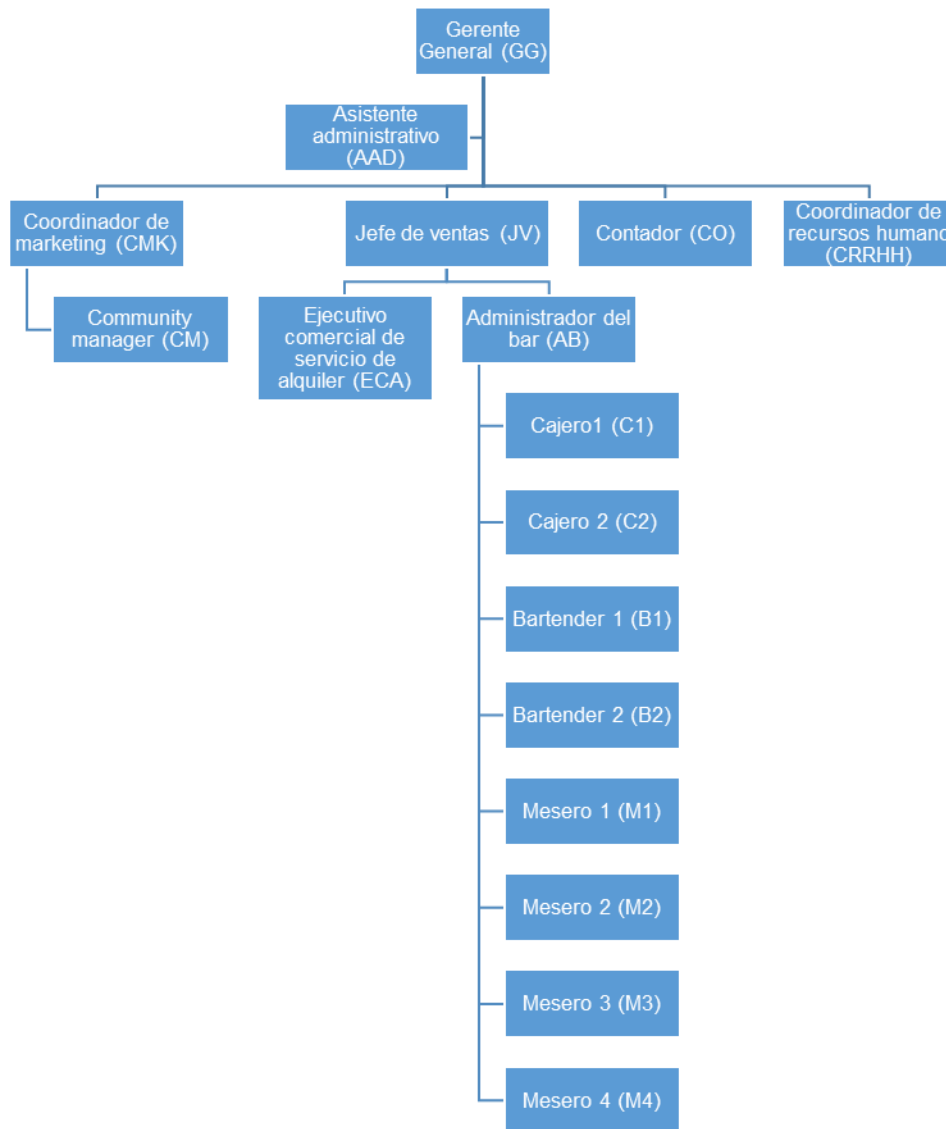 Gerente
General (GG)
Asistente
administrativo
(AAD)
Coordinador de
marketing (CMK)
Jefe de ventas (JV)
Contador (CO)
Coordinador de
recursos humano
(CRRHH)
Community
manager (CM)
Ejecutivo
comercial de
servicio de
alquiler (ECA)
Administrador del
bar (AB)
Cajero1 (C1)
Cajero 2 (C2)
Bartender 1 (B1)
Bartender 2 (B2)
Mesero 1 (M1)
Mesero 2 (M2)
Mesero 3 (M3)
Mesero 4 (M4)